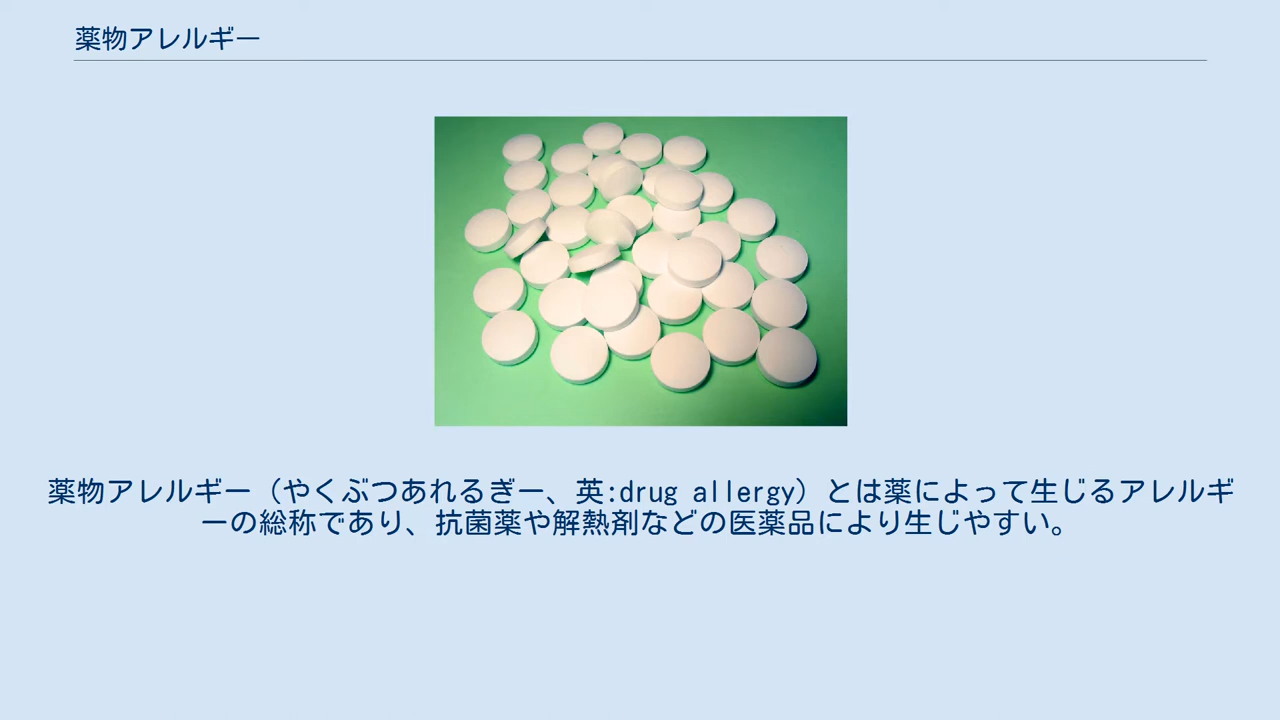 薬物アレルギー
薬物アレルギー（やくぶつあれるぎー、英:drug allergy）とは薬によって生じるアレルギ
ーの総称であり、抗菌薬や解熱剤などの医薬品により生じやすい。